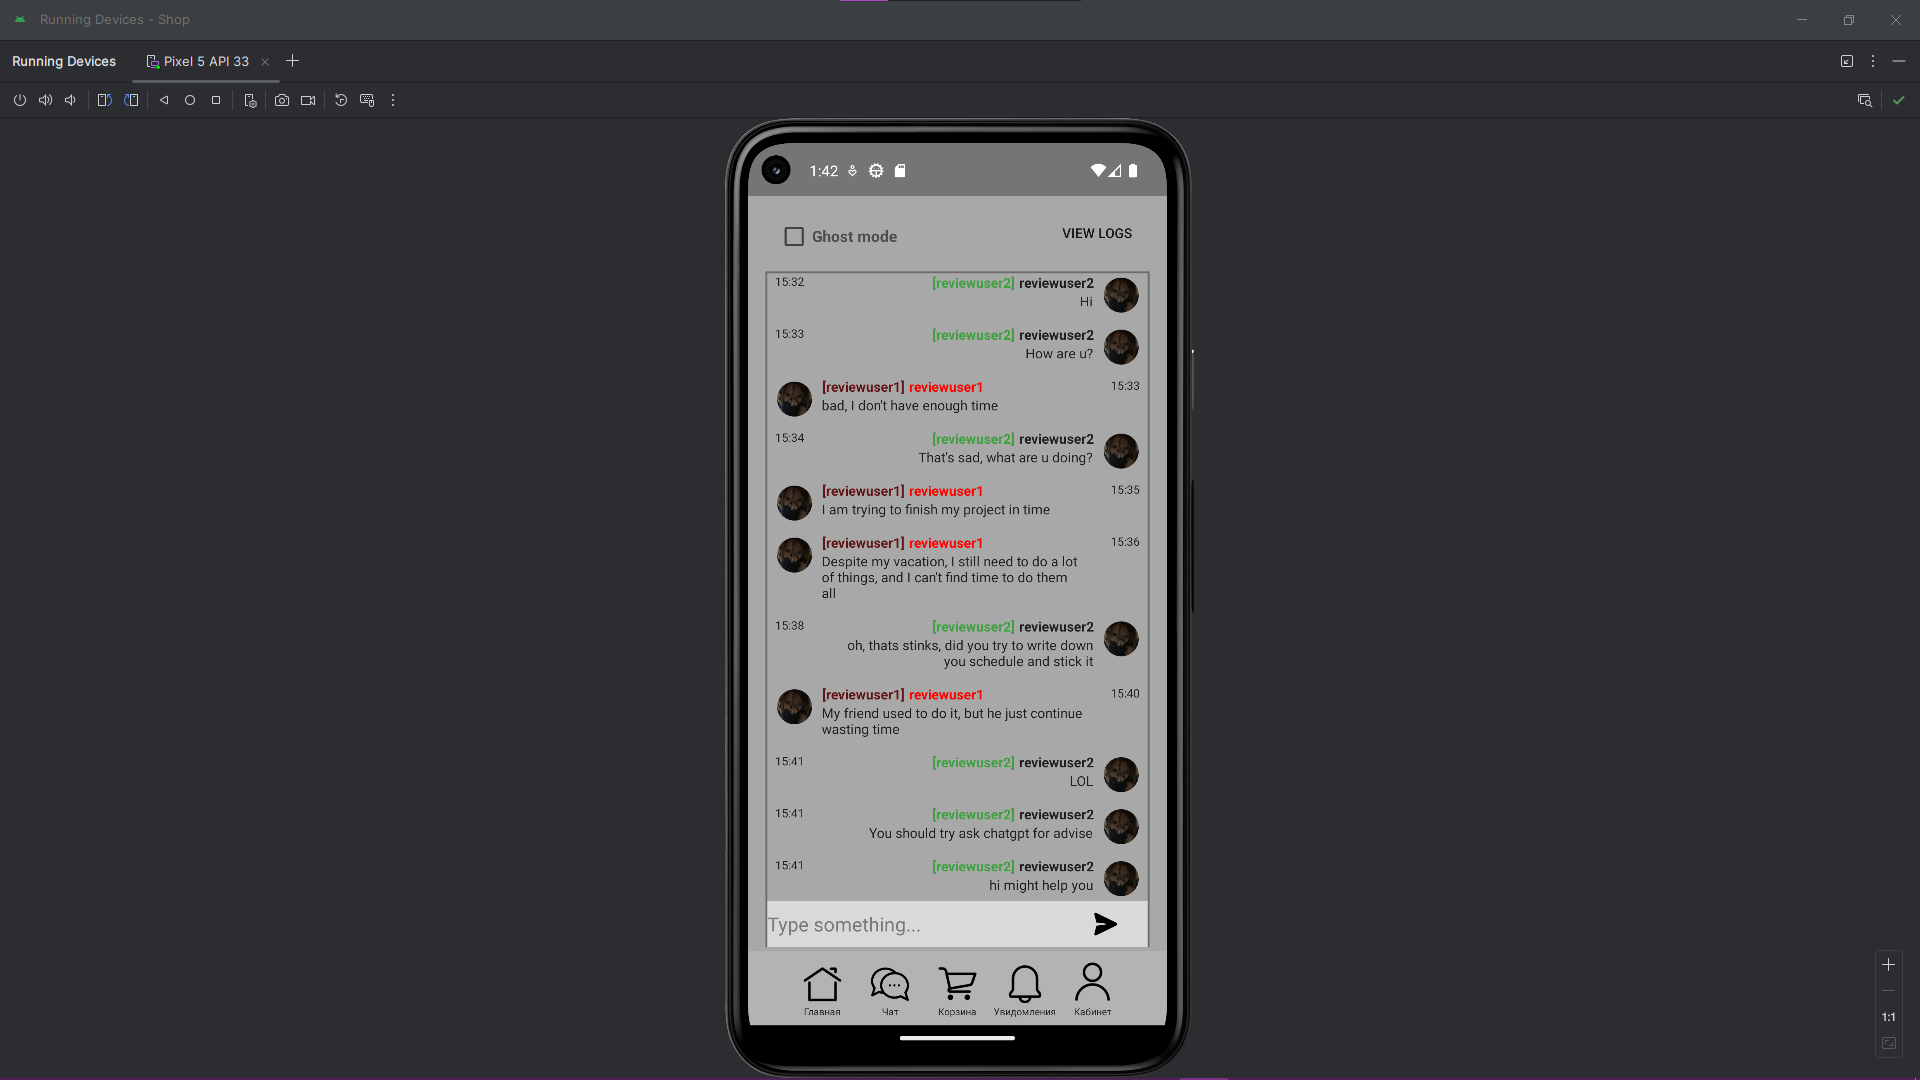 Running Devices - Shop
Running Devices
Pixel 5 API 33
1:42
Ghost mode
VIEW LOGS
15:32
[reviewuser2] reviewuser2
Hi
15:33
[reviewuser2] reviewuser2
How are u?
[reviewuser1] reviewuser1
15:33
bad, I don't have enough time
15:34
[reviewuser2] reviewuser2
That's sad, what are u doing?
[reviewuser1] reviewuser1
15:35
I am trying to finish my project in time
[reviewuser1] reviewuser1
15:36
Despite my vacation, I still need to do a lot
of things, and I can't find time to do them
all
15:38
[reviewuser2] reviewuser2
oh, thats stinks, did you try to write down
you schedule and stick it
[reviewuser1] reviewuser1
15:40
My friend used to do it, but he just continue
wasting time
15:41
[reviewuser2] reviewuser2
LOL
15:41
[reviewuser2] reviewuser2
You should try ask chatgpt for advise
15:41
[reviewuser2] reviewuser2
hi might help you
Type something...
Главная
Чат
Корзина
Увидомления
Кабинет
1:1